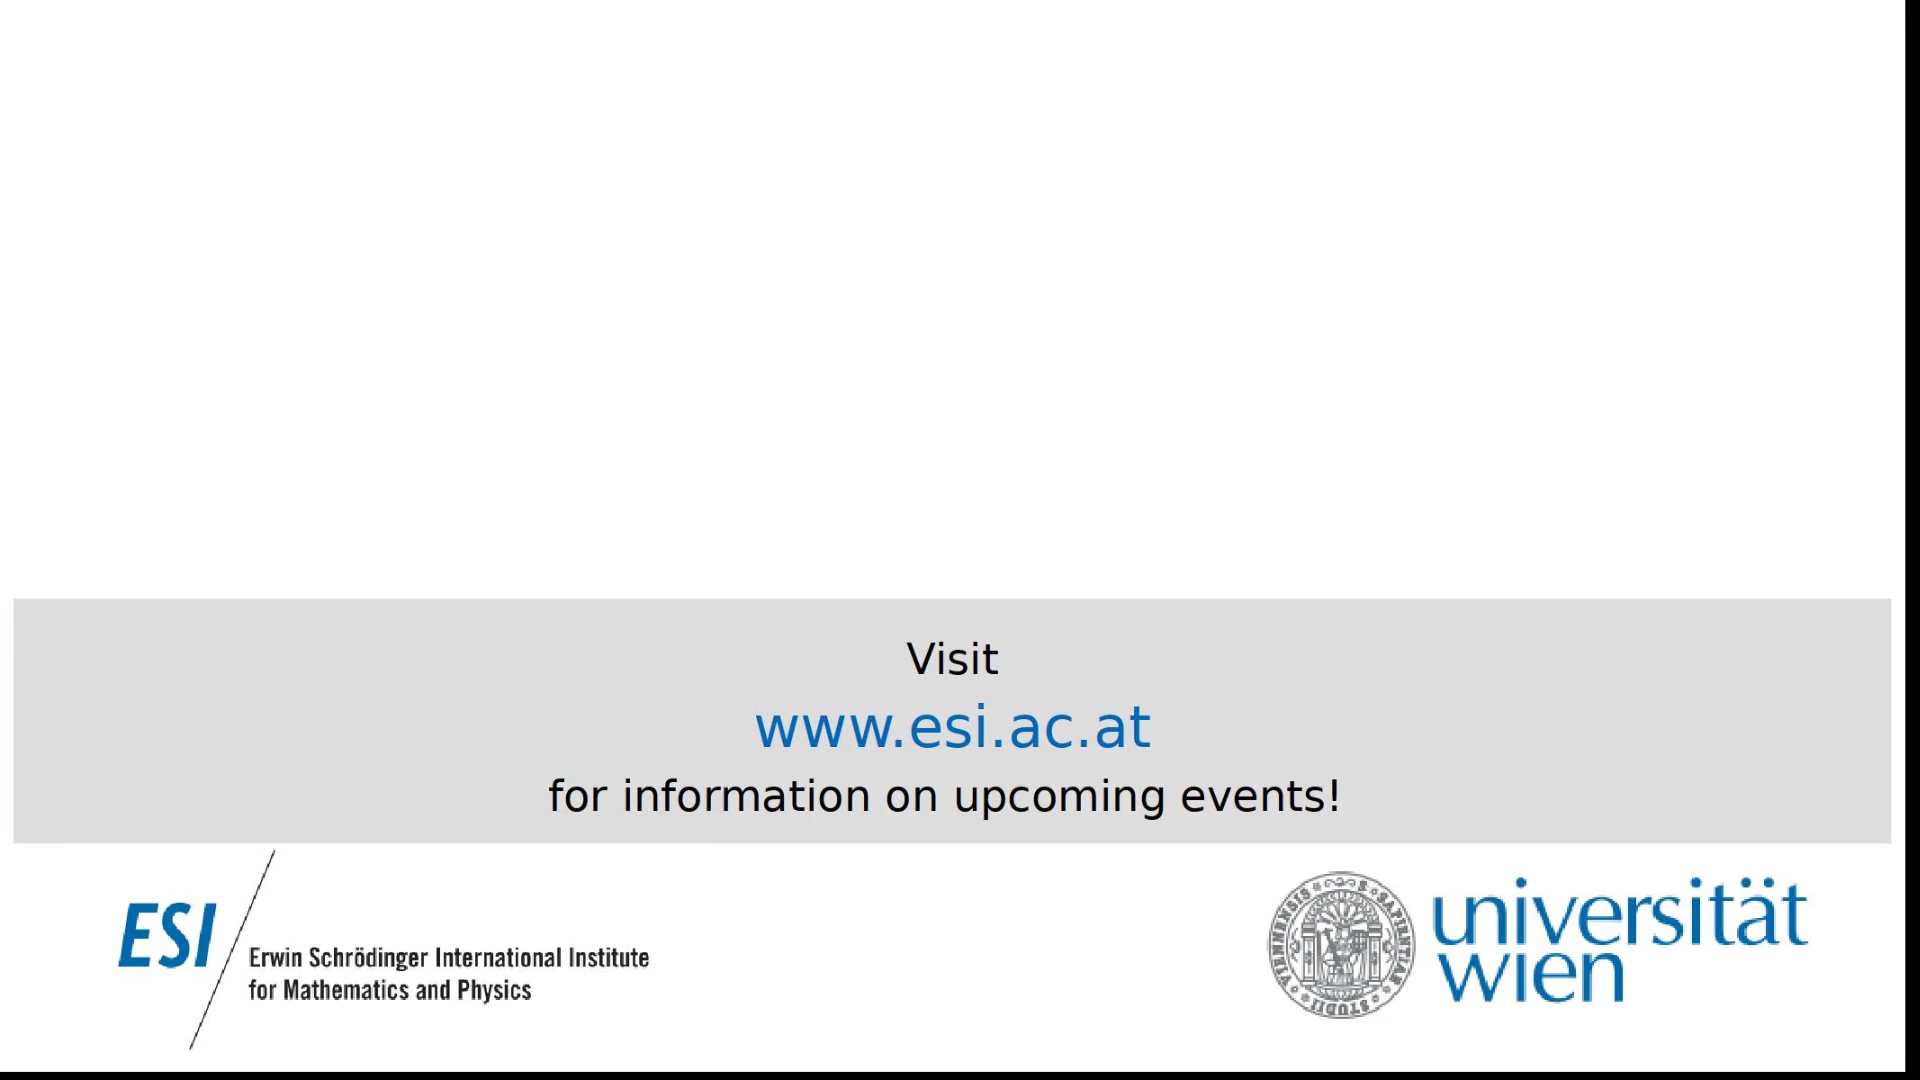 Visit
www.esi.ac.at
for information on upcoming events!
ESI
Erwin Schrödinger International Institute
for Mathematics and Physics
universität
wien